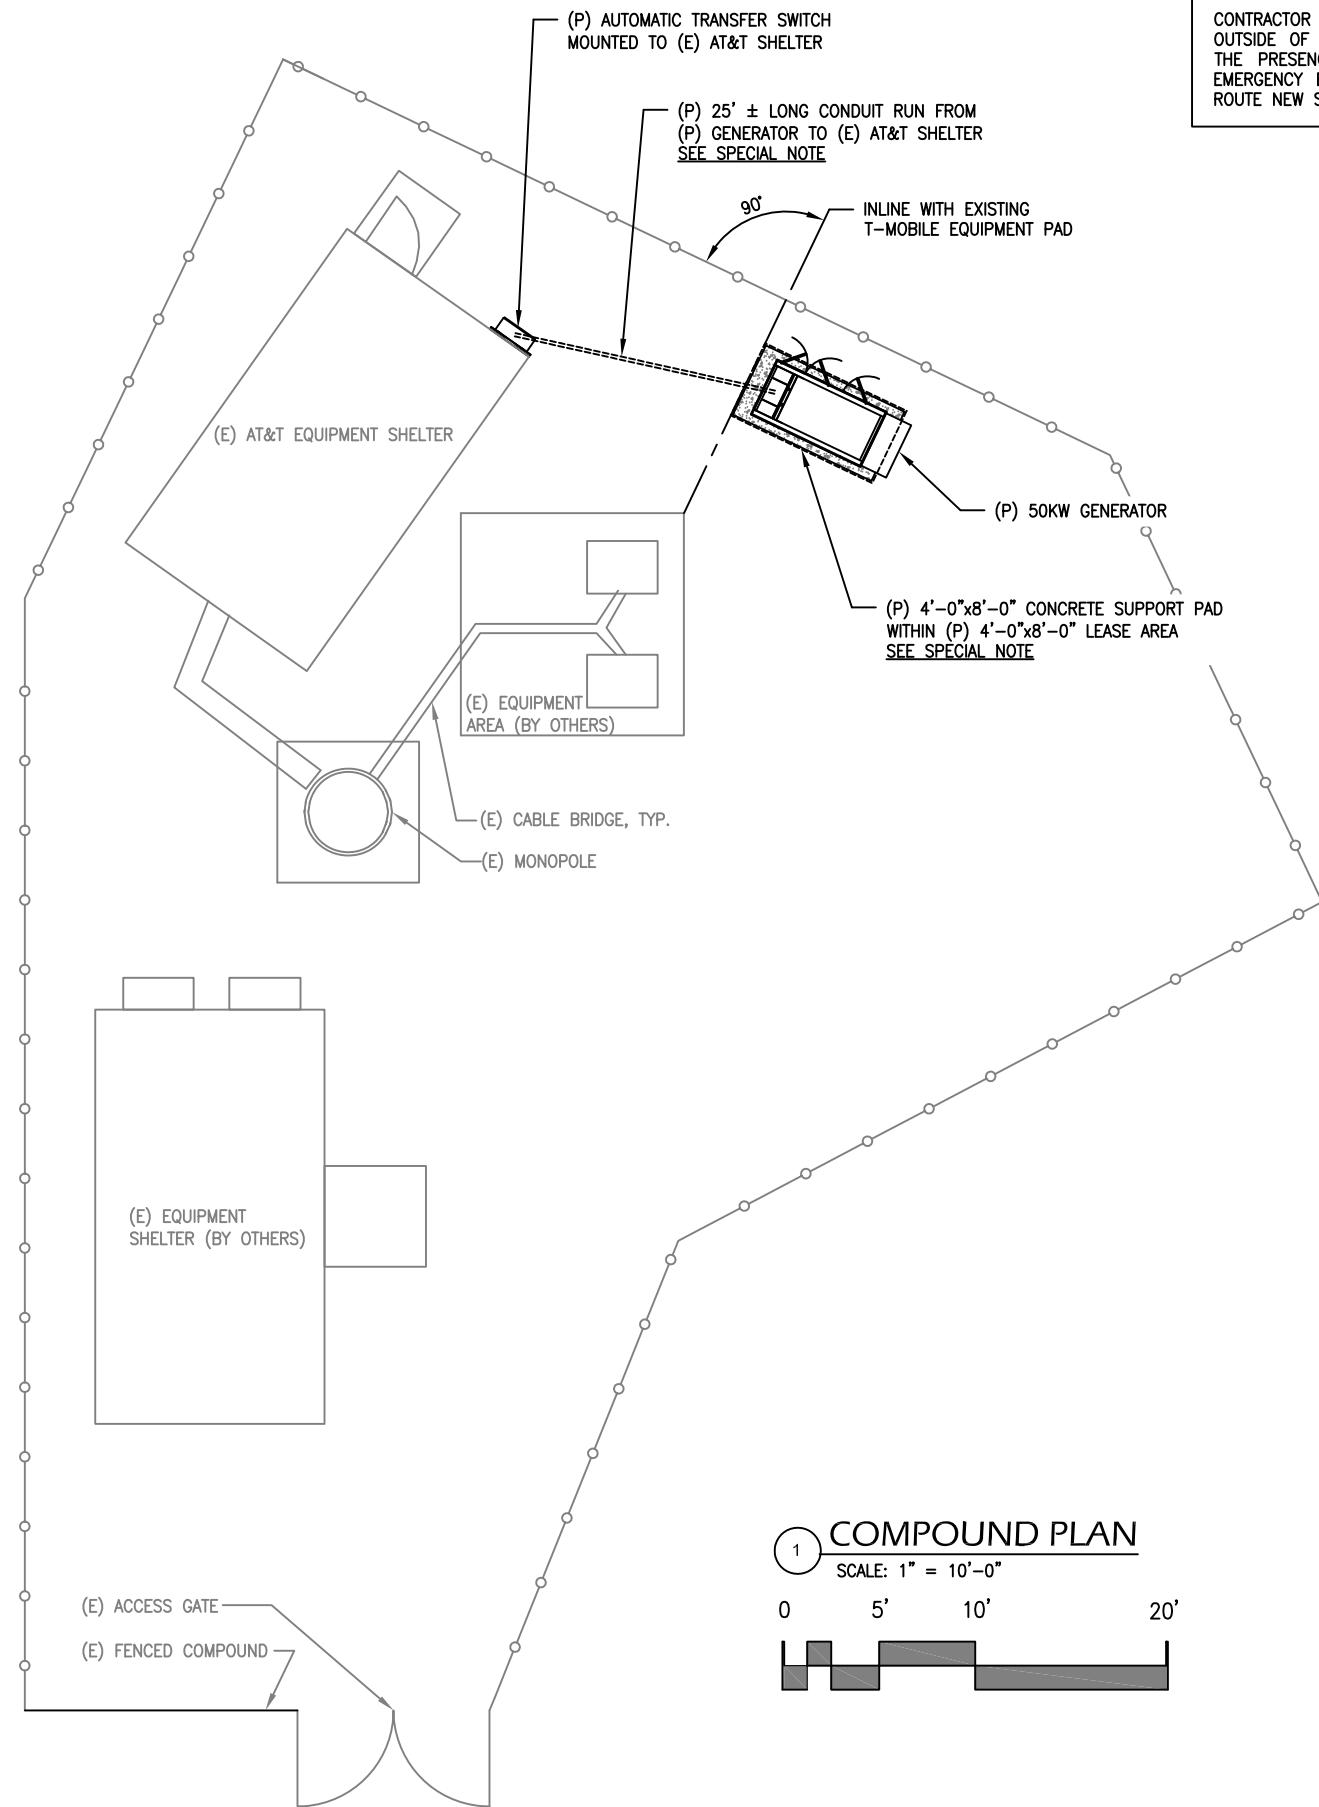 (P) AUTOMATIC TRANSFER SWITCH
MOUNTED TO (E) AT&T SHELTER
CONTRACTOR
OUTSIDE OF
THE
EMERGENCY
ROUTE NEW
(P) 25' ± LONG CONDUIT RUN FROM
(P) GENERATOR TO (E) AT&T SHELTER
SEE SPECIAL NOTE
90°
INLINE WITH EXISTING
T-MOBILE EQUIPMENT PAD
(E) AT&T EQUIPMENT SHELTER
(P) 50KW GENERATOR
(P) 4'-0"x8'-0" CONCRETE SUPPORT PAD
WITHIN (P) 4'-0"x8'-0" LEASE AREA
SEE SPECIAL NOTE
(E) EQUIPMENT
AREA (BY OTHERS)
(E) CABLE BRIDGE, TYP.
(E) MONOPOLE
(E) EQUIPMENT
SHELTER (BY OTHERS)
1 COMPOUND PLAN
SCALE: 1" = 10'-0"
0 5' 10' 20'
(E) ACCESS GATE
(E) FENCED COMPOUND